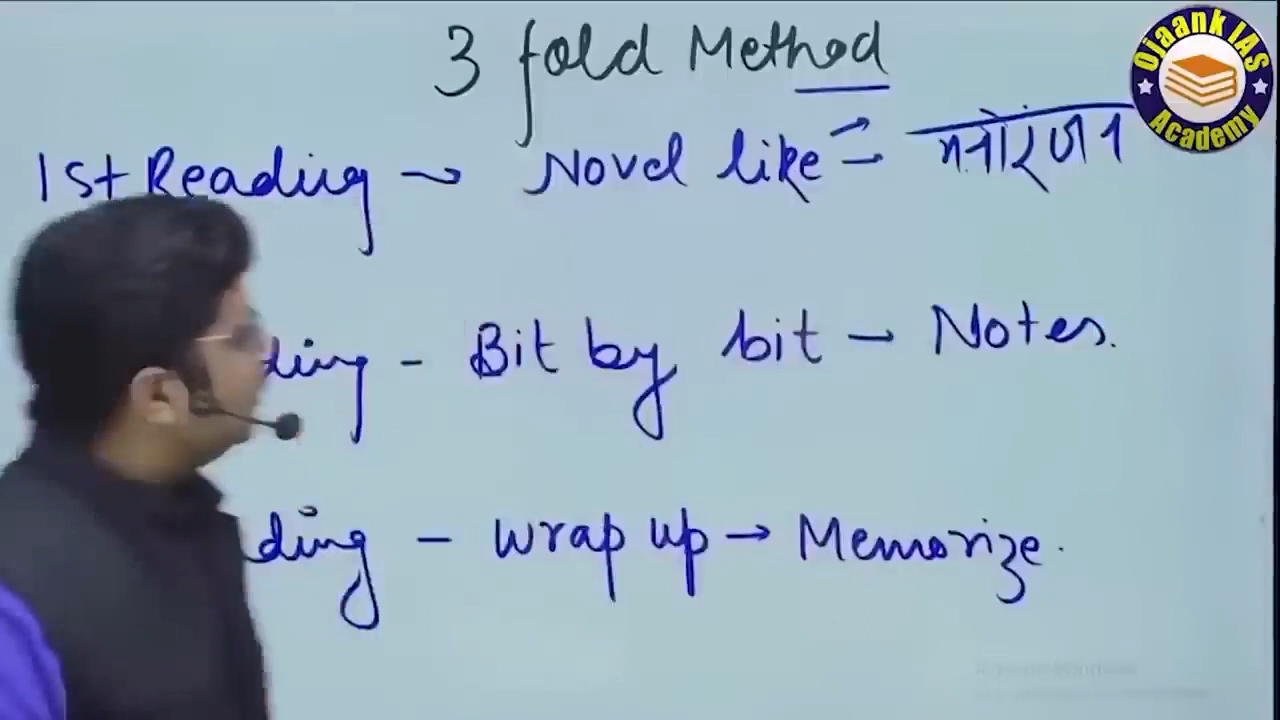 3 fold Method
1st Reading → Novel like → मनोरंजन
ding - Bit by bit - Notes.
ding - wrap up → Memorize.
Ojaank IAS
Academy